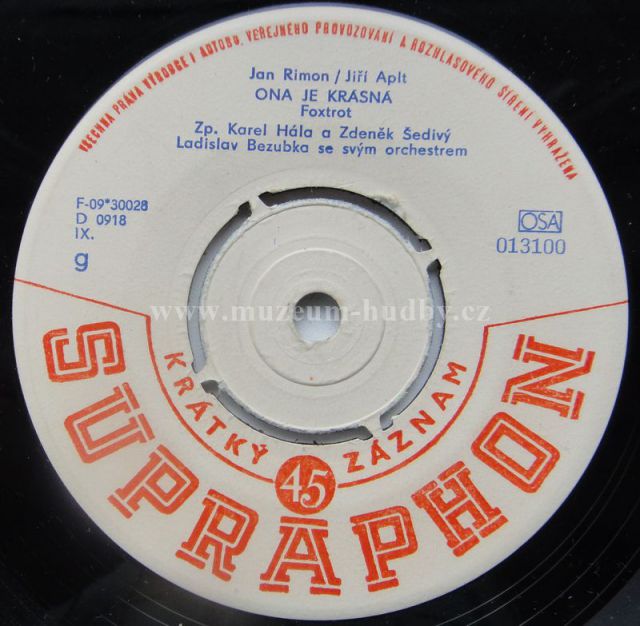 VŠECHNA PRÁVA VÝROBCE I AUTORŮ, VEŘEJNÉHO PROVOZOVÁNÍ A ROZHLASOVÉHO ŠÍŘENÍ VYHRAŽENA
Jan Rimon / Jiří Aplt
ONA JE KRÁSNÁ
Foxtrot
Zp. Karel Hála a Zdeněk Šedivý
Ladislav Bezubka se svým orchestrem
F-09*30028
D 0918
IX.
g
OSA
013100
www.muzeum-hudby.cz
KRÁTKÝ 45 ZÁZNAM
SUPRAPHON